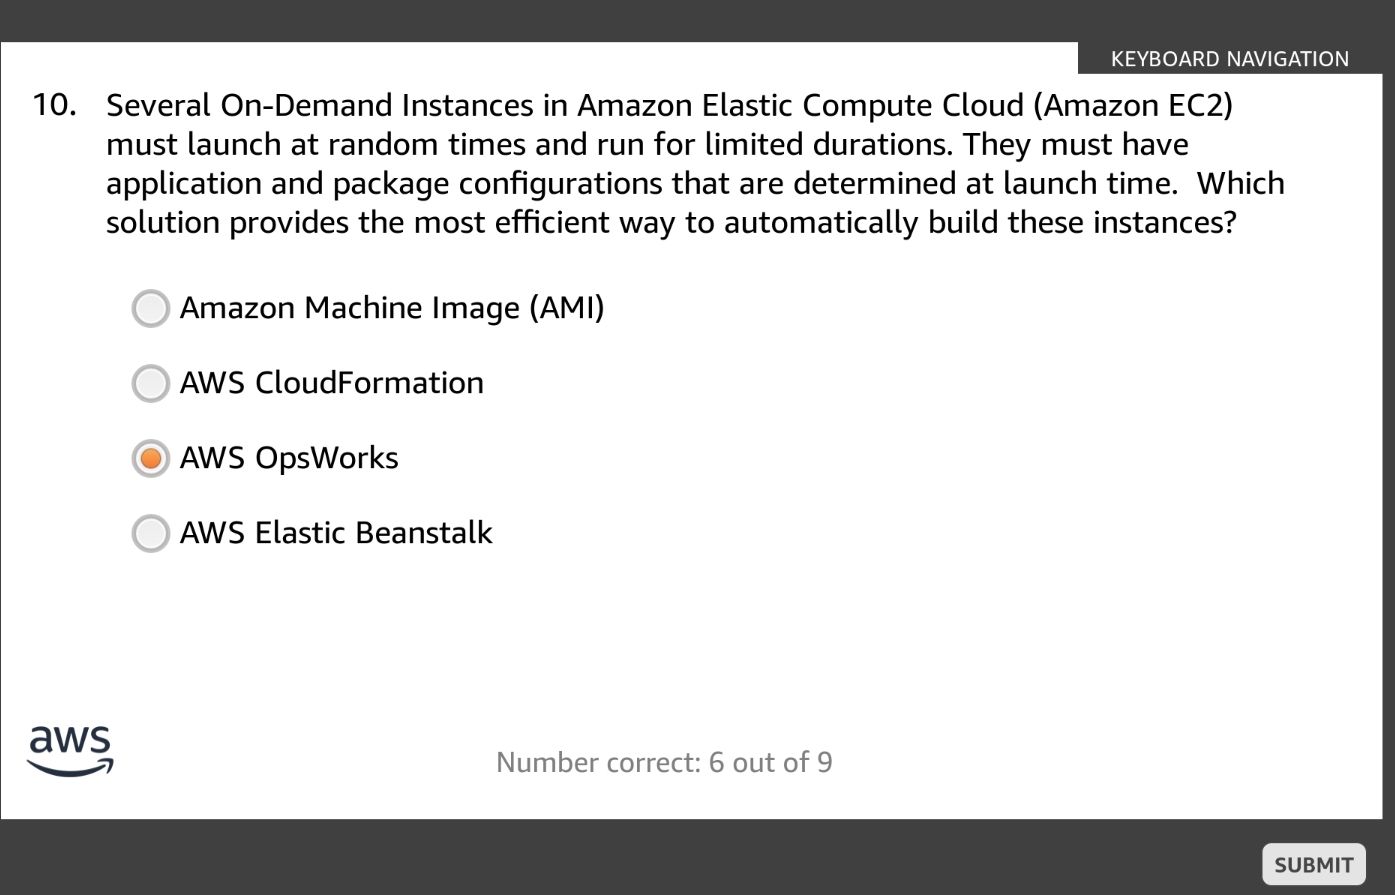 KEYBOARD NAVIGATION
10. Several On-Demand Instances in Amazon Elastic Compute Cloud (Amazon EC2)
must launch at random times and run for limited durations. They must have
application and package configurations that are determined at launch time.  Which
solution provides the most efficient way to automatically build these instances?
Amazon Machine Image (AMI)
AWS CloudFormation
AWS OpsWorks
AWS Elastic Beanstalk
aws
Number correct: 6 out of 9
SUBMIT